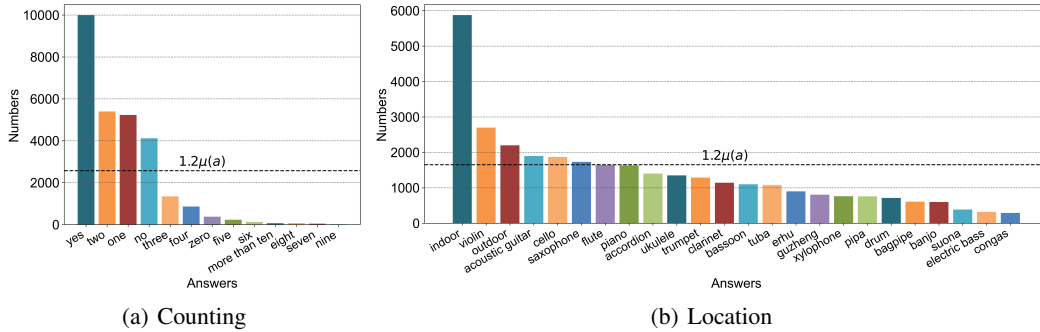 10000
8000
6000
4000
2000
0
Numbers
1.2μ(a)
yes
two
one
no
three
four
zero
five
six
more than ten
eight
seven
nine
Answers
(a) Counting
6000
5000
4000
3000
2000
1000
0
Numbers
1.2μ(a)
indoor
violin
outdoor
acoustic guitar
cello
saxophone
flute
piano
accordion
ukulele
trumpet
clarinet
bassoon
tuba
erhu
guzheng
xylophone
pipa
drum
bagpipe
banjo
suona
electric bass
congas
Answers
(b) Location